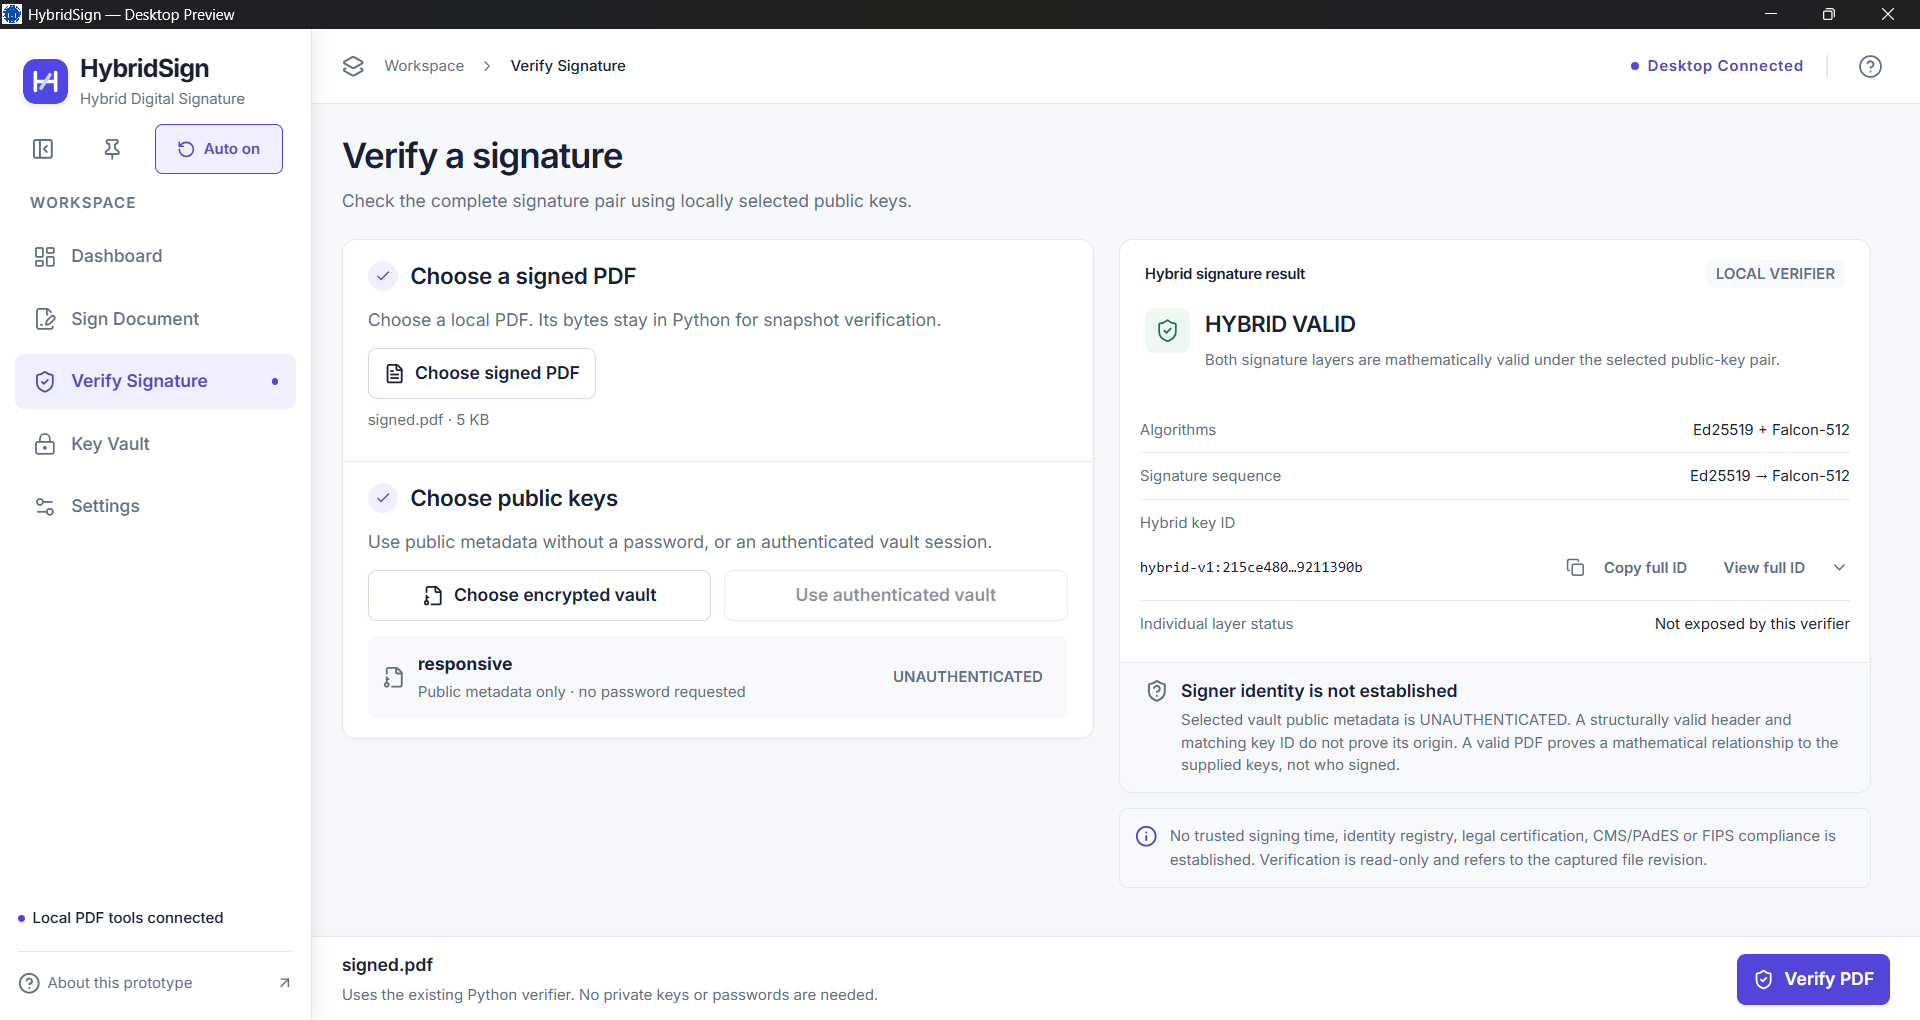 HybridSign — Desktop Preview
HybridSign
Hybrid Digital Signature
Auto on
WORKSPACE
Dashboard
Sign Document
Verify Signature
Key Vault
Settings
Local PDF tools connected
About this prototype
Workspace
Verify Signature
Desktop Connected
Verify a signature
Check the complete signature pair using locally selected public keys.
Choose a signed PDF
Choose a local PDF. Its bytes stay in Python for snapshot verification.
Choose signed PDF
signed.pdf · 5 KB
Choose public keys
Use public metadata without a password, or an authenticated vault session.
Choose encrypted vault
Use authenticated vault
responsive
Public metadata only · no password requested
UNAUTHENTICATED
Hybrid signature result
LOCAL VERIFIER
HYBRID VALID
Both signature layers are mathematically valid under the selected public-key pair.
Algorithms
Ed25519 + Falcon-512
Signature sequence
Ed25519 → Falcon-512
Hybrid key ID
hybrid-v1:215ce480…9211390b
Copy full ID
View full ID
Individual layer status
Not exposed by this verifier
Signer identity is not established
Selected vault public metadata is UNAUTHENTICATED. A structurally valid header and
matching key ID do not prove its origin. A valid PDF proves a mathematical relationship to the
supplied keys, not who signed.
No trusted signing time, identity registry, legal certification, CMS/PAdES or FIPS compliance is
established. Verification is read-only and refers to the captured file revision.
signed.pdf
Uses the existing Python verifier. No private keys or passwords are needed.
Verify PDF